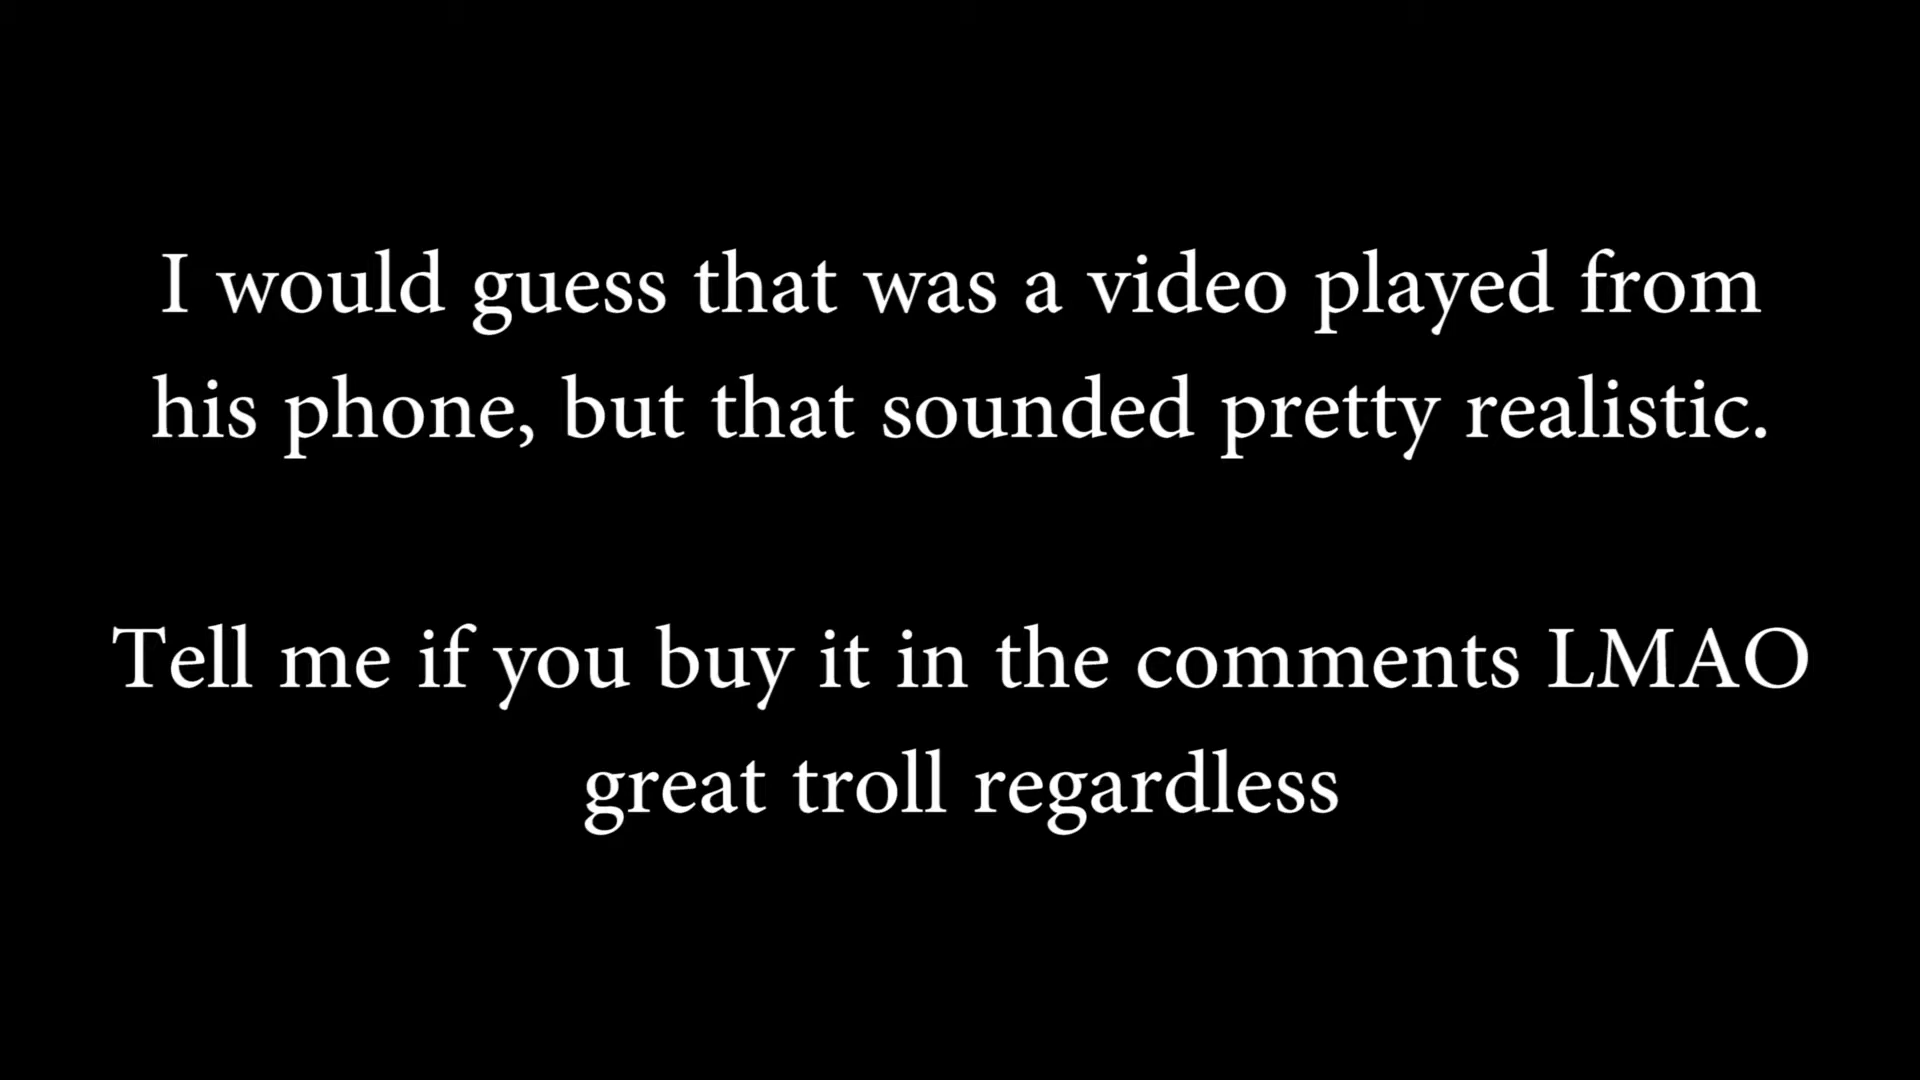 I would guess that was a video played from
his phone, but that sounded pretty realistic.
Tell me if you buy it in the comments LMAO
great troll regardless